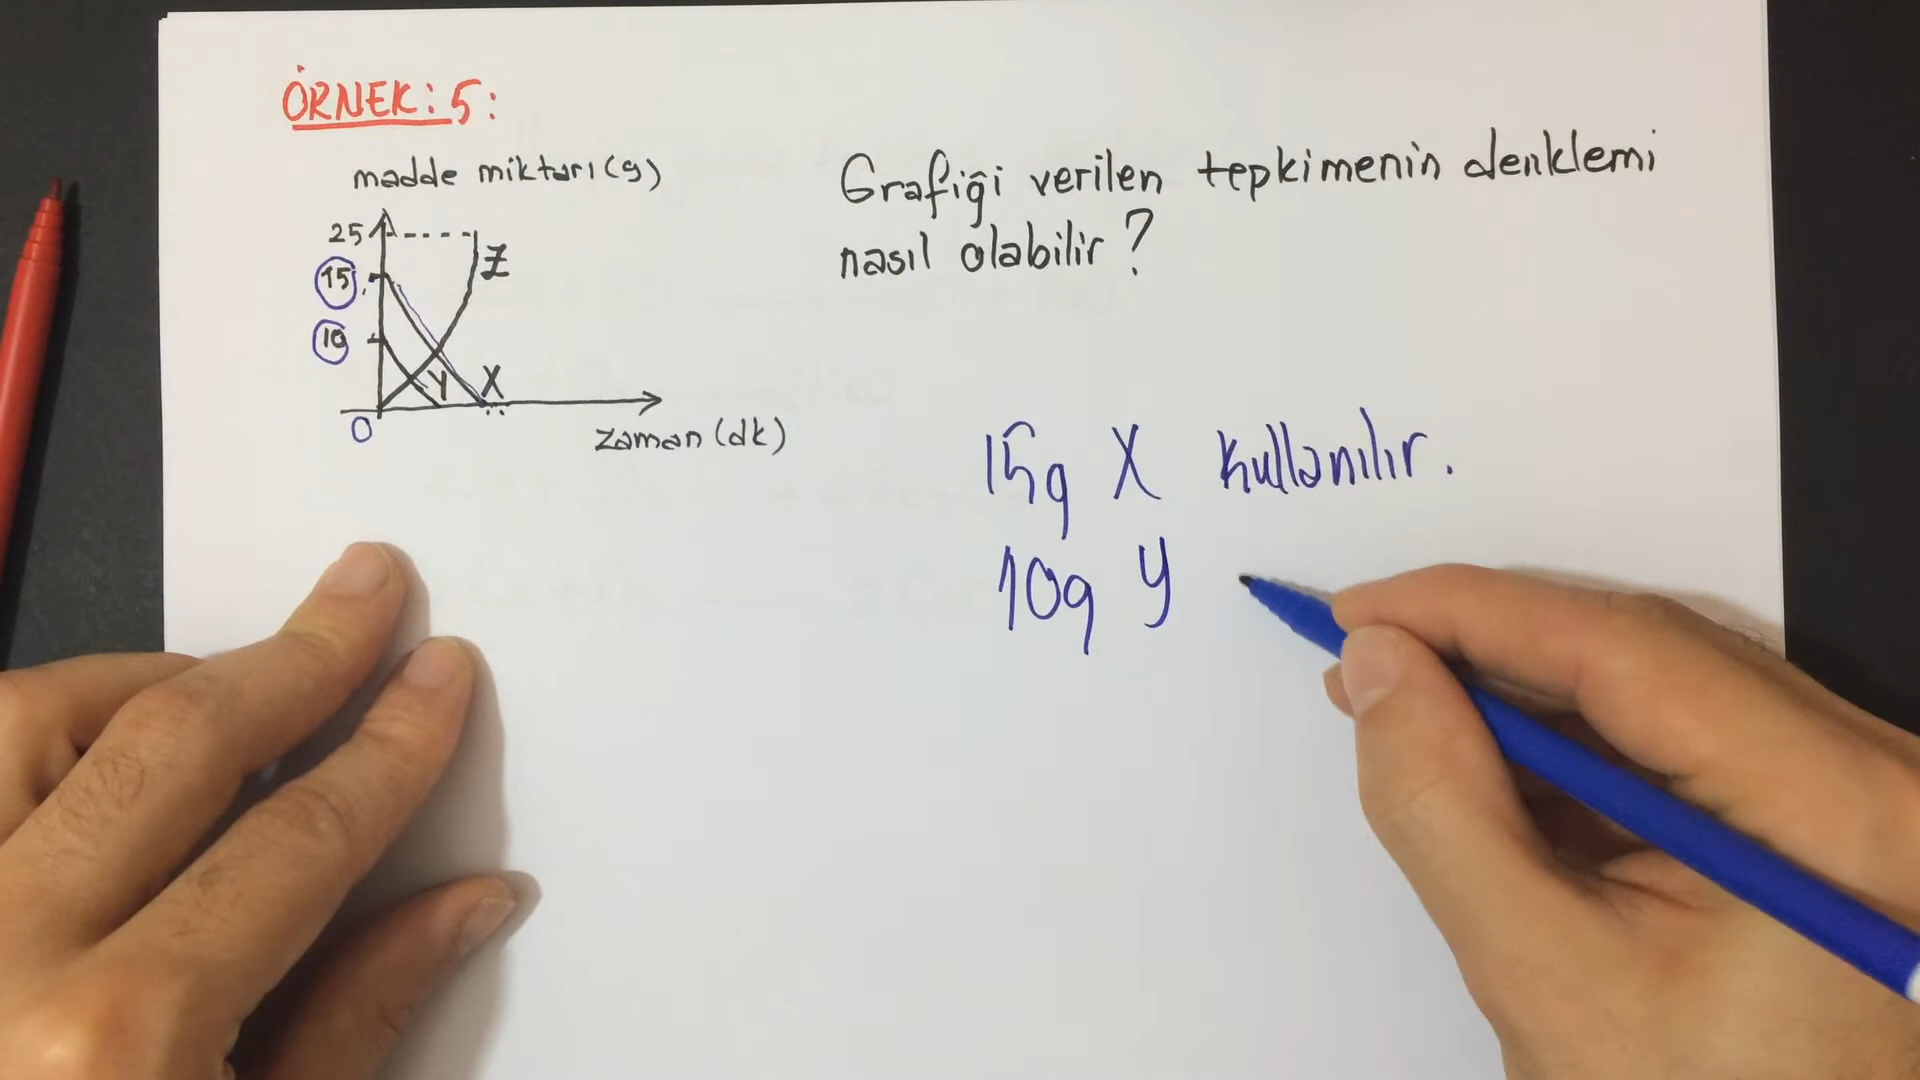 ÖRNEK: 5:
madde miktarı (g)
25
Z
15
10
Y
X
0
zaman (dk)
Grafiği verilen tepkimenin denklemi
nasıl olabilir?
15g X kullanılır.
10g Y